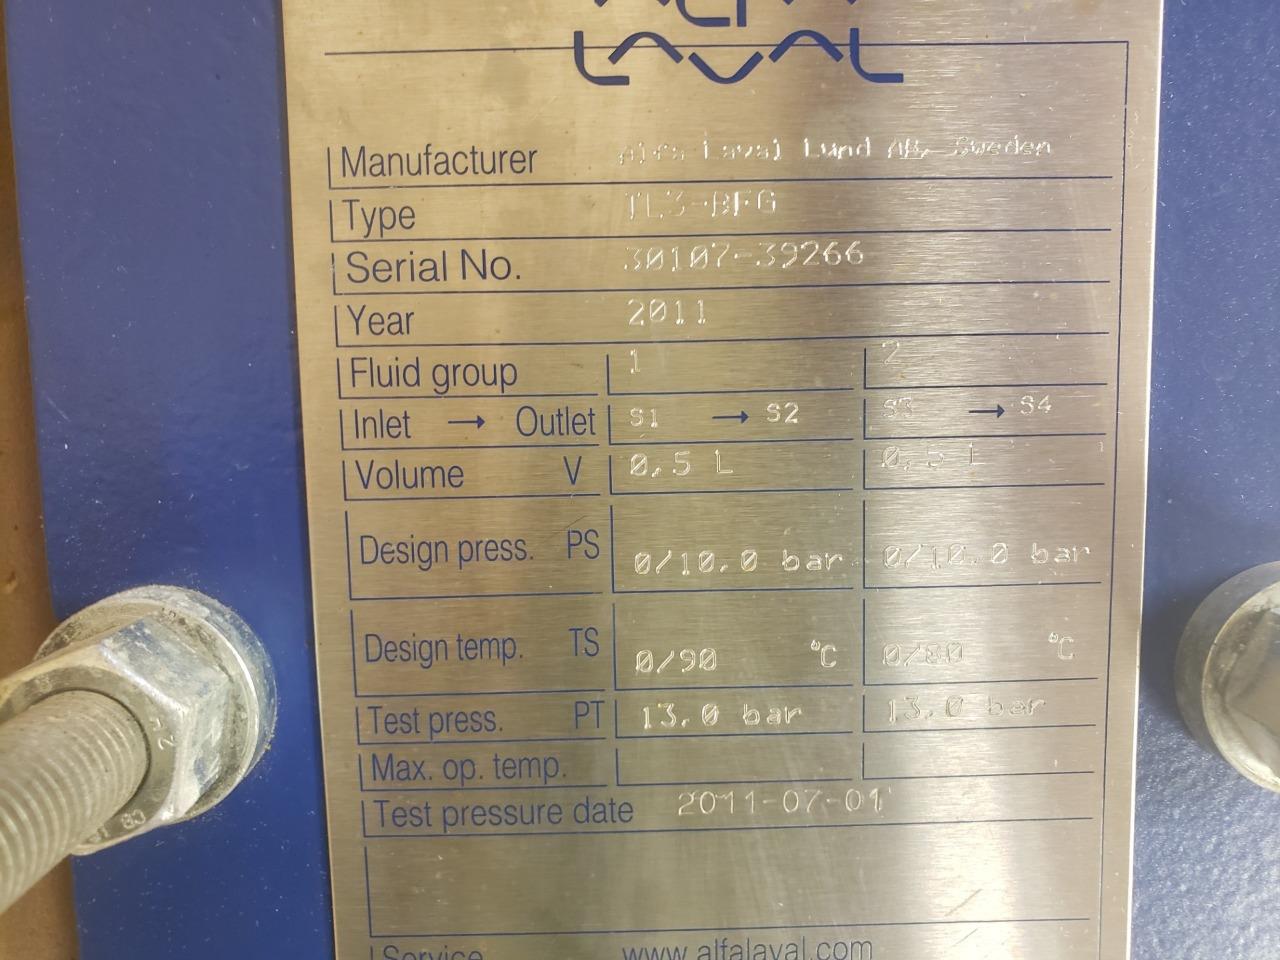 ALFA
LAVAL
Manufacturer Alfa Laval Lund AB, Sweden
Type TL3-BFG
Serial No. 30107-39266
Year 2011
Fluid group 1 2
Inlet → Outlet S1 → S2 S3 → S4
Volume V 0,5 L 0,5 L
Design press. PS 0/10.0 bar 0/10.0 bar
Design temp. TS 0/90 °C 0/80 °C
Test press. PT 13.0 bar 13.0 bar
Max. op. temp.
Test pressure date 2011-07-01
Service www.alfalaval.com